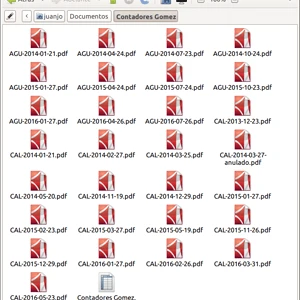 juanjo Documentos Contadores Gomez
AGU-2014-01-21.pdf AGU-2014-04-24.pdf AGU-2014-07-23.pdf AGU-2014-10-24.pdf
AGU-2015-01-27.pdf AGU-2015-04-24.pdf AGU-2015-07-24.pdf AGU-2015-10-23.pdf
AGU-2016-01-27.pdf AGU-2016-04-26.pdf AGU-2016-07-26.pdf CAL-2013-12-23.pdf
CAL-2014-01-21.pdf CAL-2014-02-27.pdf CAL-2014-03-25.pdf CAL-2014-03-27-
anulado.pdf
CAL-2014-05-20.pdf CAL-2014-11-19.pdf CAL-2014-12-29.pdf CAL-2015-01-27.pdf
CAL-2015-02-23.pdf CAL-2015-03-27.pdf CAL-2015-05-19.pdf CAL-2015-11-26.pdf
CAL-2015-12-29.pdf CAL-2016-01-27.pdf CAL-2016-02-26.pdf CAL-2016-03-31.pdf
CAL-2016-05-23.pdf Contadores Gomez.